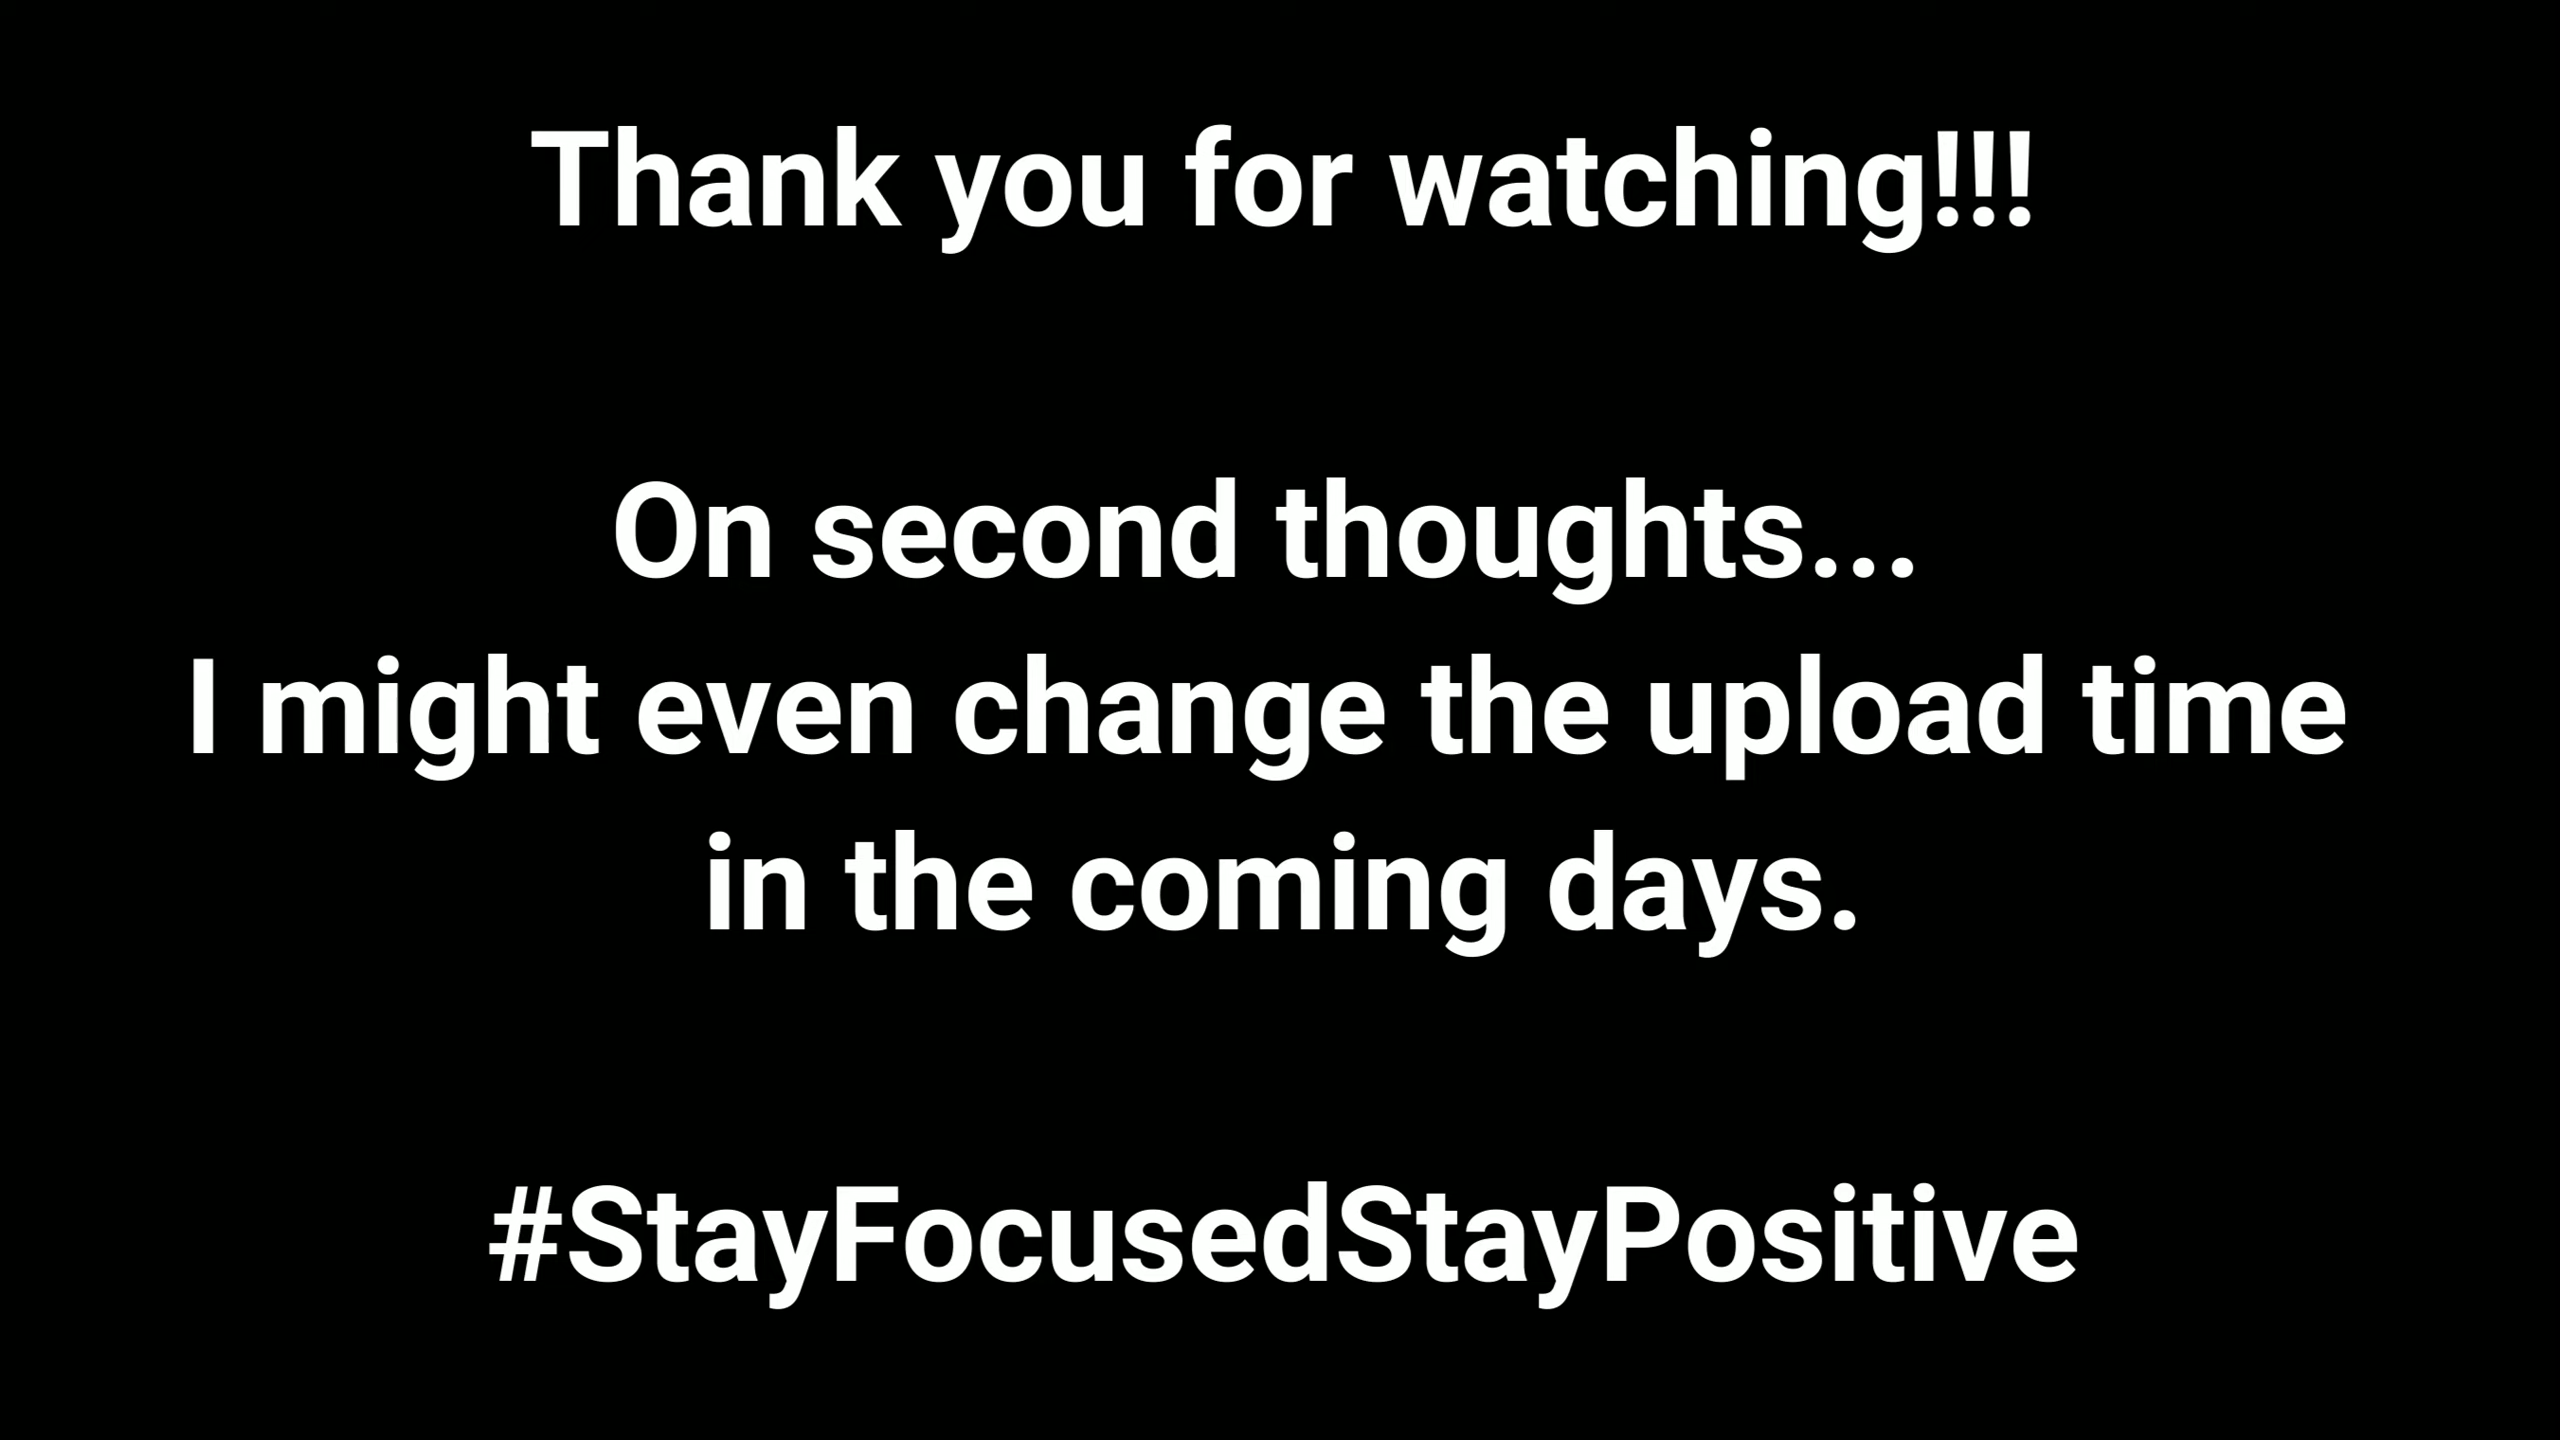 Thank you for watching!!!
On second thoughts...
I might even change the upload time
in the coming days.
#StayFocusedStayPositive